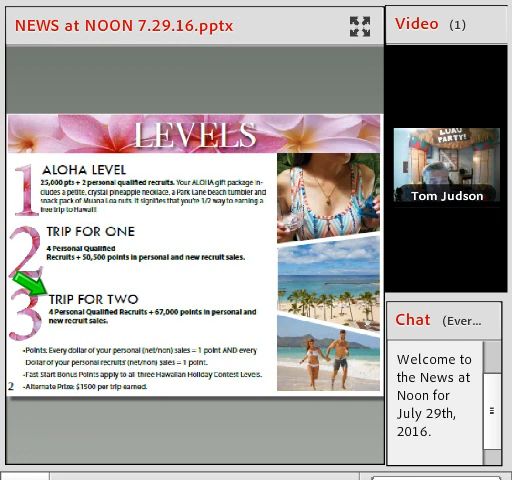 NEWS at NOON 7.29.16.pptx
Video (1)
LEVELS
1 ALOHA LEVEL
25,000 pts + 2 personal qualified recruits. Your ALOHA gift package in-
cludes a petite, crystal pineapple necklace, a Park Lane beach tumbler and
snack pack of Muana Loa nuts. It signifies that you're 1/2 way to earning a
free trip to Hawaii!
2 TRIP FOR ONE
4 Personal Qualified
Recruits + 50,500 points in personal and new recruit sales.
3 TRIP FOR TWO
4 Personal Qualified Recruits + 67,000 points in personal and
new recruit sales.
•Points: Every dollar of your personal (net/non) sales = 1 point AND every
Dollar of your personal recruits (net/non) sales = 1 point.
•Fast Start Bonus Points apply to all three Hawaiian Holiday Contest Levels.
•Alternate Prize: $1500 per trip earned.
2
LUAU
PARTY!
Tom Judson
Chat (Ever...
Welcome to
the News at
Noon for
July 29th,
2016.